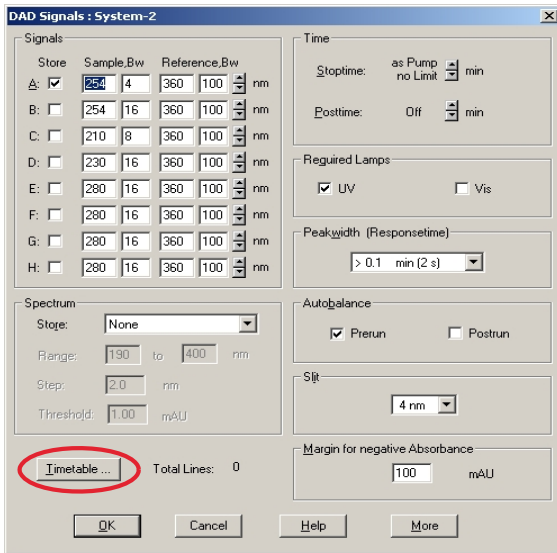 DAD Signals : System-2
Signals
Store Sample,Bw Reference,Bw
A: 254 4 360 100 nm
B: 254 16 360 100 nm
C: 210 8 360 100 nm
D: 230 16 360 100 nm
E: 280 16 360 100 nm
F: 280 16 360 100 nm
G: 280 16 360 100 nm
H: 280 16 360 100 nm
Spectrum
Store: None
Range: 190 to 400 nm
Step: 2.0 nm
Threshold: 1.00 mAU
Timetable ... Total Lines: 0
Time
Stoptime: as Pump
no Limit min
Posttime: Off min
Reguired Lamps
UV Vis
Peakwidth (Responsetime)
> 0.1 min (2 s)
Autobalance
Prerun Postrun
Slit
4 nm
Margin for negative Absorbance
100 mAU
OK Cancel Help More